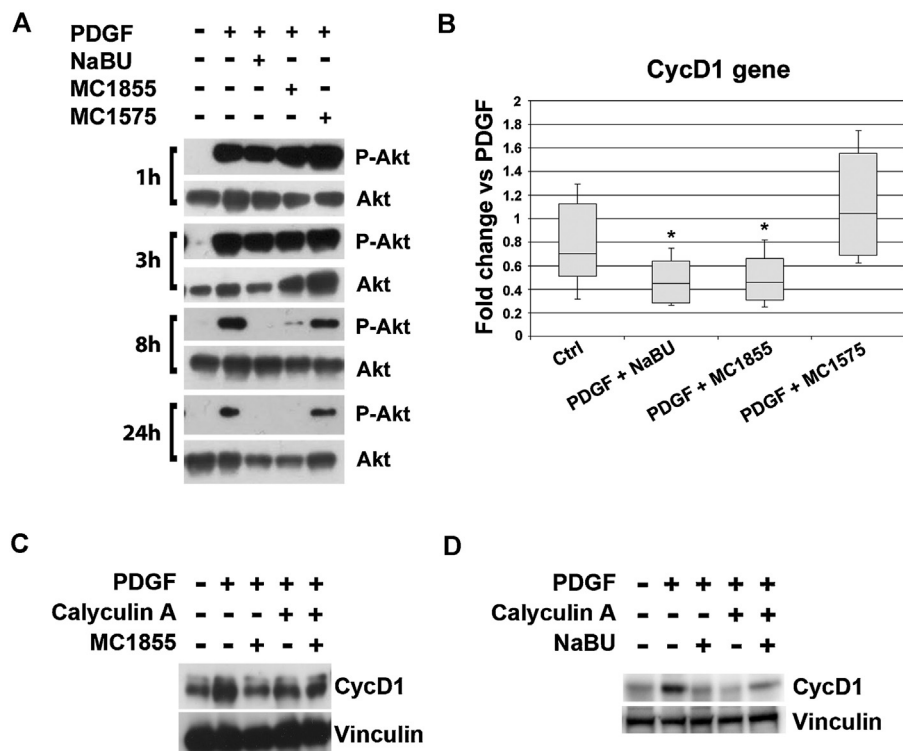 A
PDGF - + + + +
NaBU - - + - -
MC1855 - - - + -
MC1575 - - - - +
1h
P-Akt
Akt
3h
P-Akt
Akt
8h
P-Akt
Akt
24h
P-Akt
Akt
B
CycD1 gene
Fold change vs PDGF
2
1.8
1.6
1.4
1.2
1
0.8
0.6
0.4
0.2
0
* *
Ctrl
PDGF + NaBU
PDGF + MC1855
PDGF + MC1575
C
PDGF - + + + +
Calyculin A - - - + +
MC1855 - - + - +
CycD1
Vinculin
D
PDGF - + + + +
Calyculin A - - - + +
NaBU - - + - +
CycD1
Vinculin